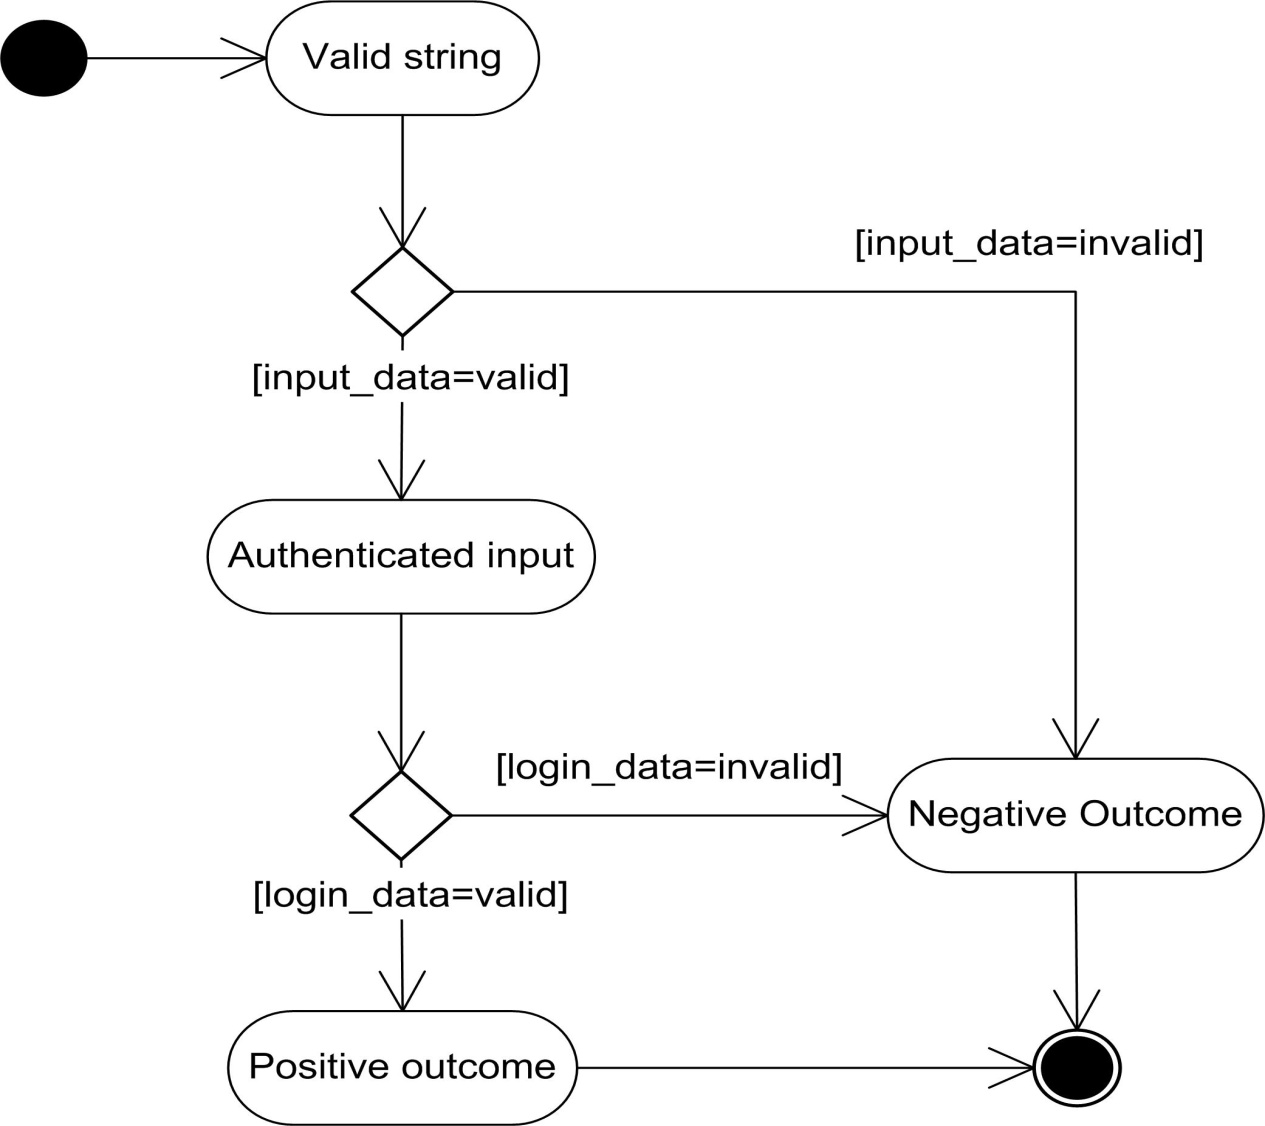 Valid string
[input_data=invalid]
[input_data=valid]
Authenticated input
[login_data=invalid]
Negative Outcome
[login_data=valid]
Positive outcome